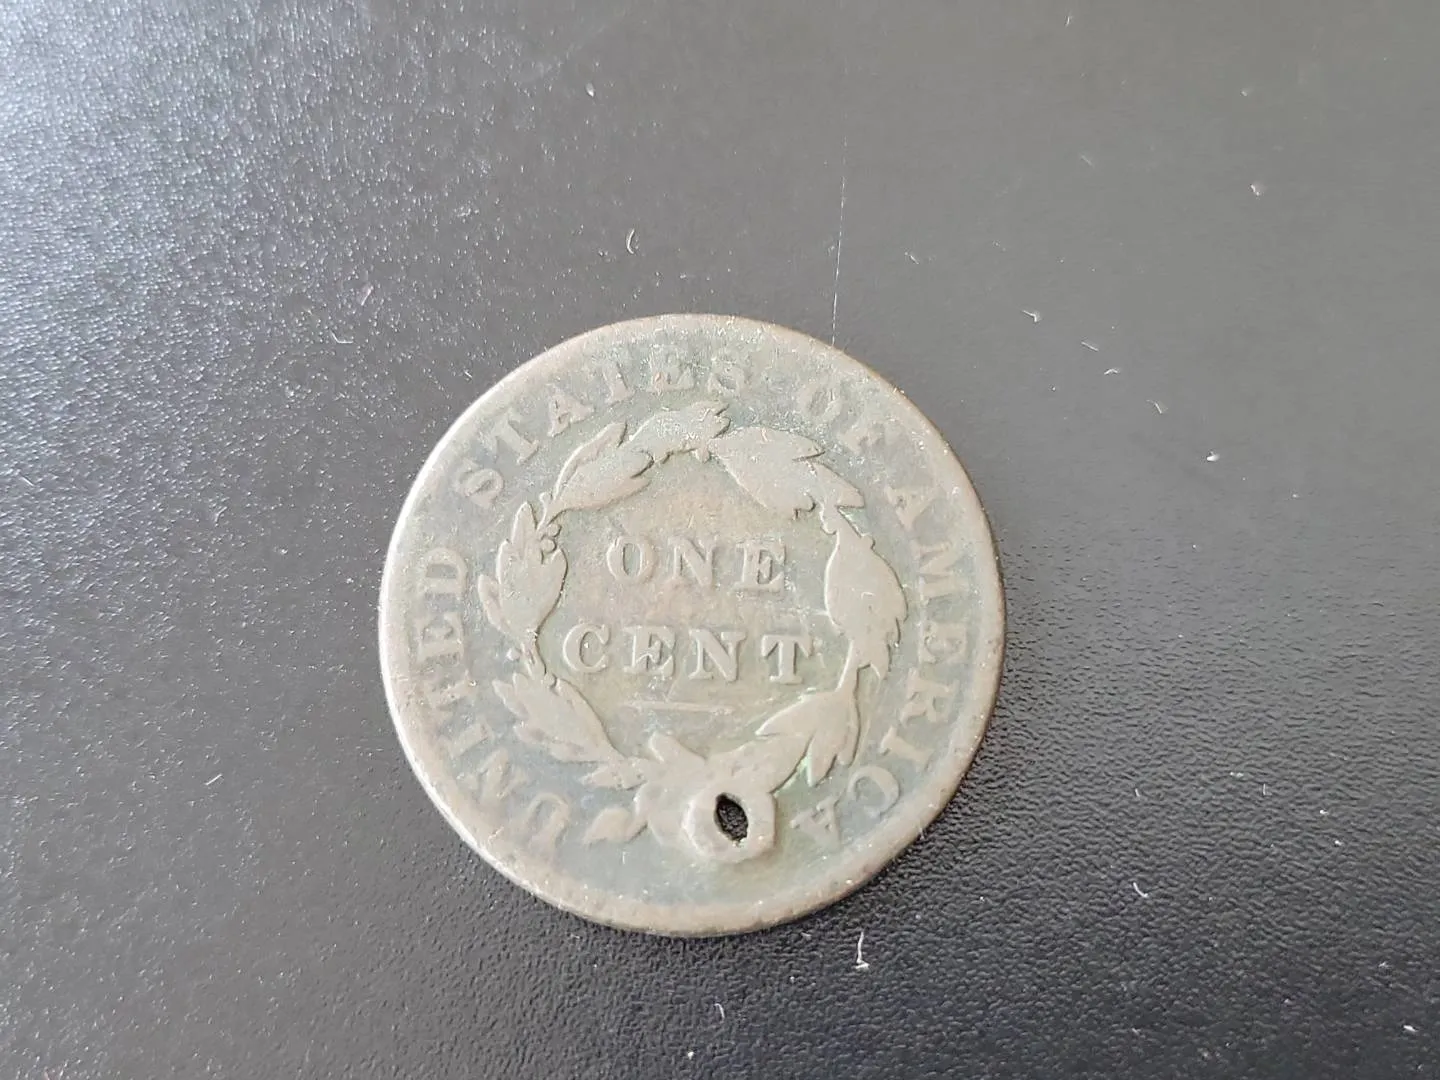 UNITED STATES OF AMERICA
ONE
CENT